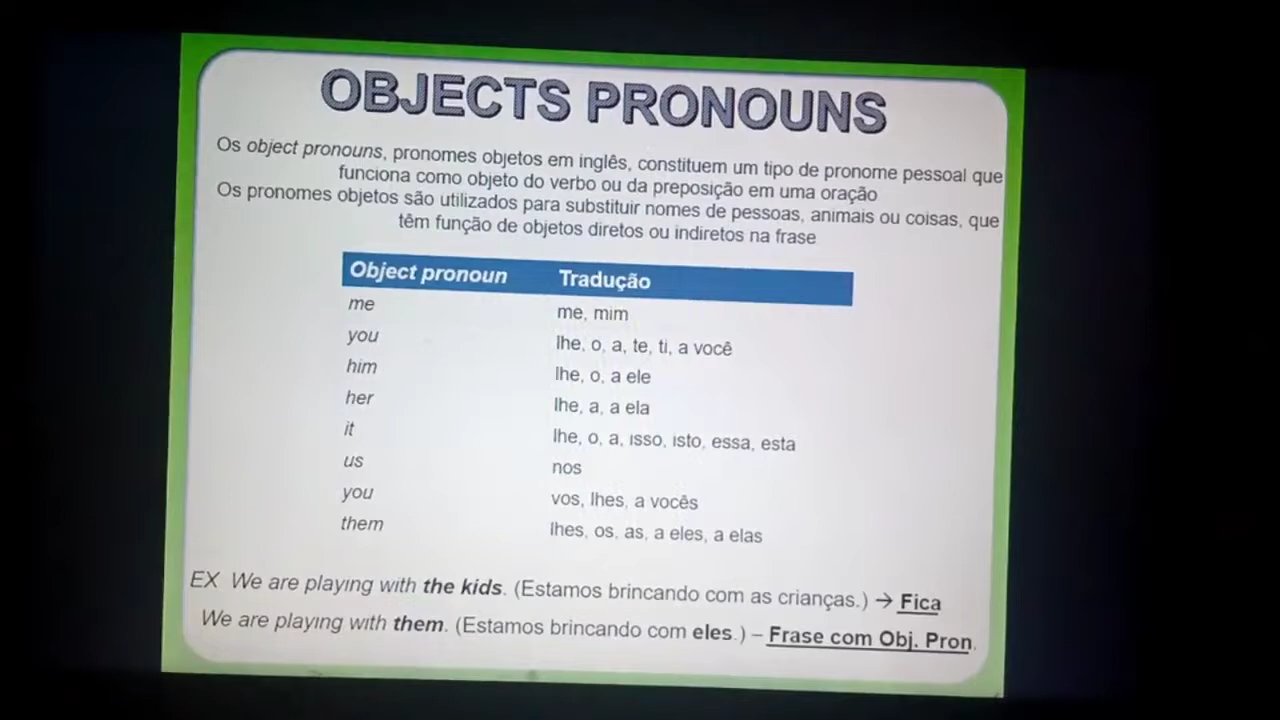 OBJECTS PRONOUNS
Os object pronouns, pronomes objetos em inglês, constituem um tipo de pronome pessoal que
funciona como objeto do verbo ou da preposição em uma oração
Os pronomes objetos são utilizados para substituir nomes de pessoas, animais ou coisas, que
têm função de objetos diretos ou indiretos na frase
Object pronoun Tradução
me me, mim
you lhe, o, a, te, ti, a você
him lhe, o, a ele
her lhe, a, a ela
it lhe, o, a, isso, isto, essa, esta
us nos
you vos, lhes, a vocês
them lhes, os, as, a eles, a elas
EX We are playing with the kids. (Estamos brincando com as crianças.) → Fica
We are playing with them. (Estamos brincando com eles.) – Frase com Obj. Pron.